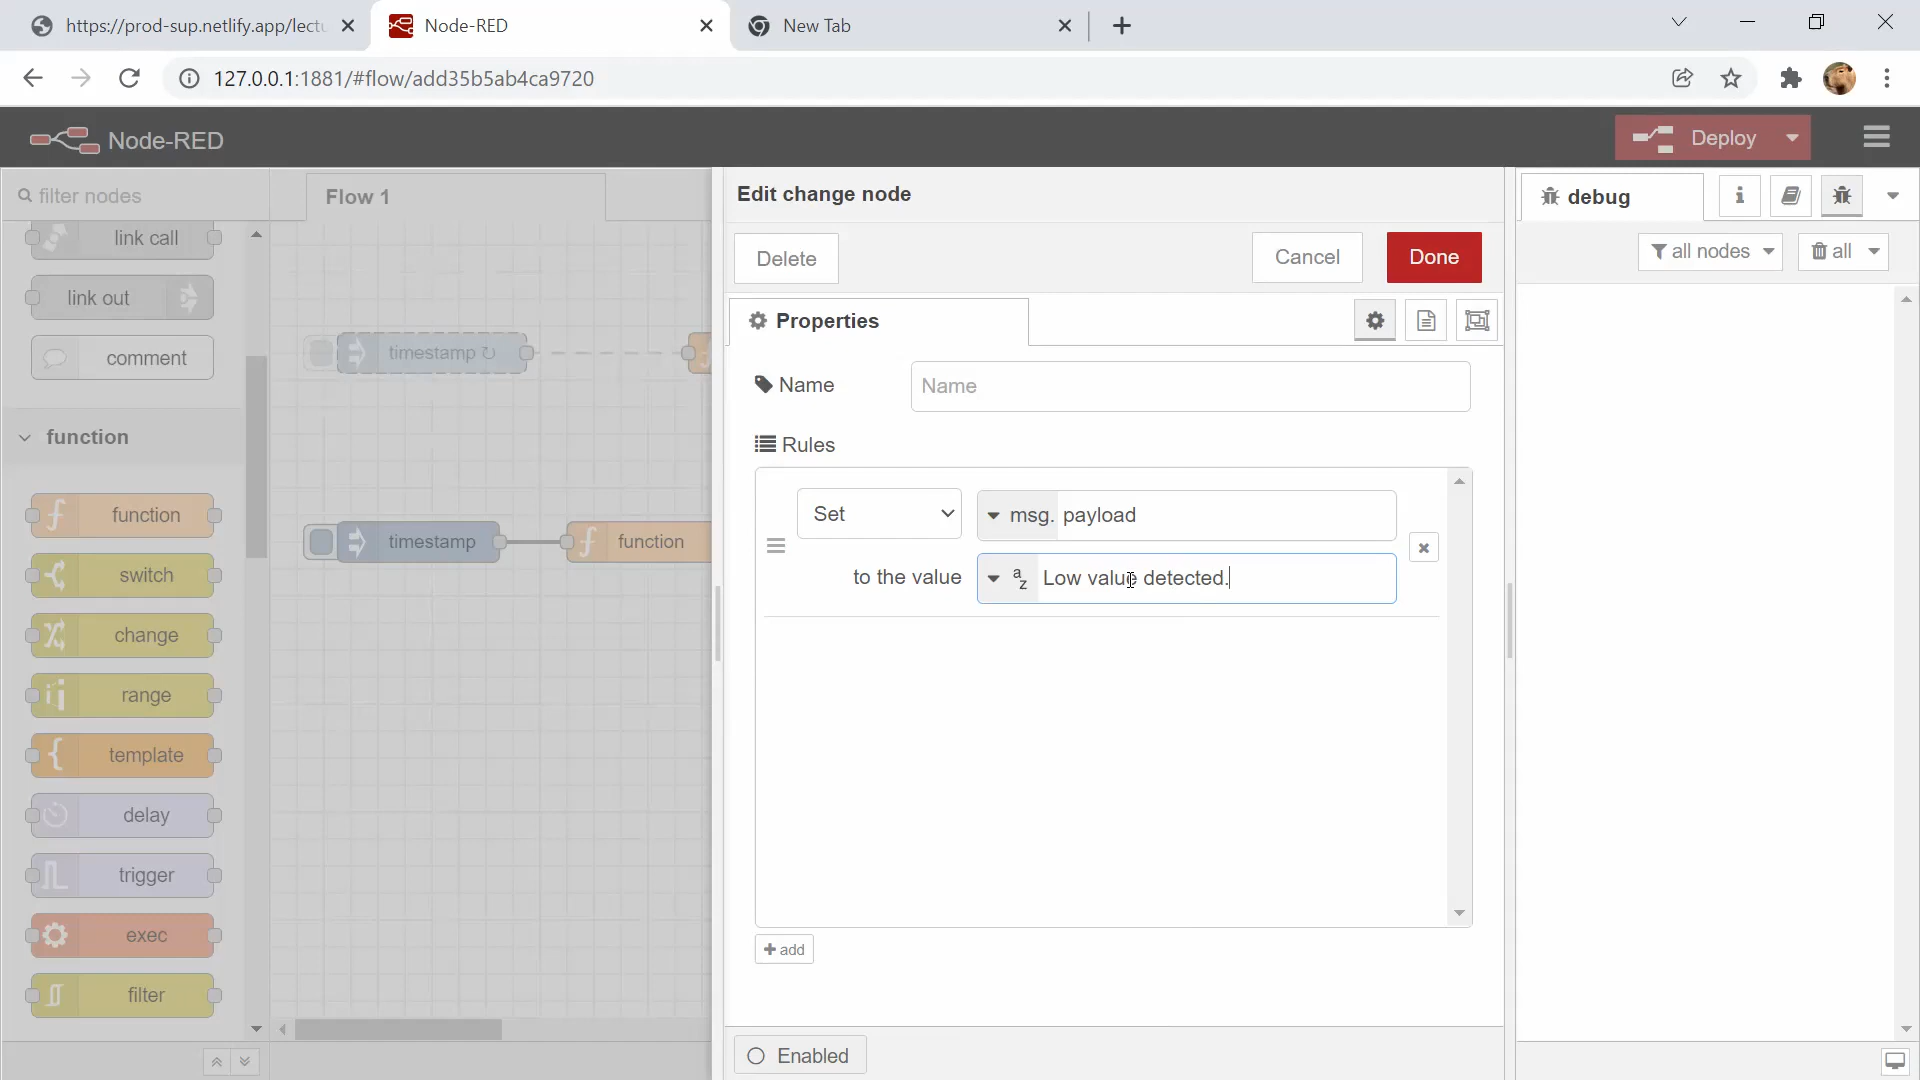 https://prod-sup.netlify.app/lectu
Node-RED
New Tab
127.0.0.1:1881/#flow/add35b5ab4ca9720
Node-RED
Deploy
filter nodes
Flow 1
Edit change node
debug
link call
Delete
Cancel
Done
all nodes
all
link out
Properties
comment
timestamp
Name
Name
function
Rules
Set
msg. payload
function
timestamp
function
to the value
az
Low value detected.
switch
change
range
template
delay
trigger
exec
add
filter
Enabled